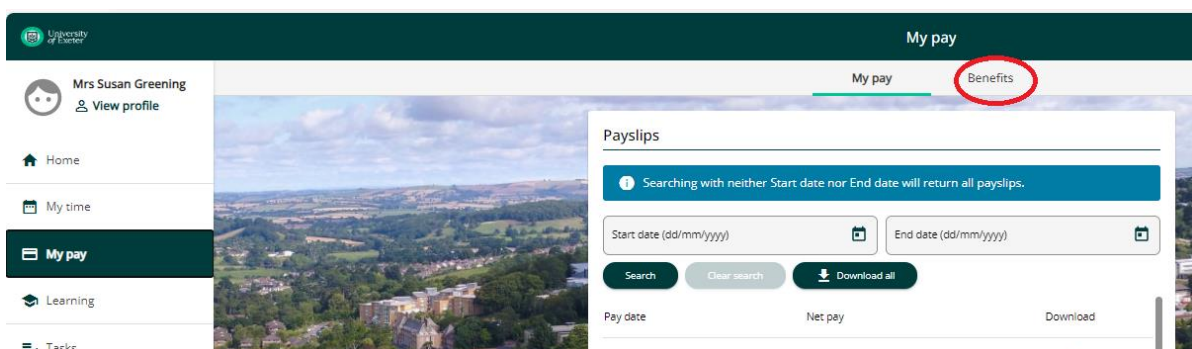 University
of Exeter
My pay
Mrs Susan Greening
View profile
My pay Benefits
Home
My time
My pay
Learning
Tasks
Payslips
Searching with neither Start date nor End date will return all payslips.
Start date (dd/mm/yyyy) End date (dd/mm/yyyy)
Search Clear search Download all
Pay date Net pay Download